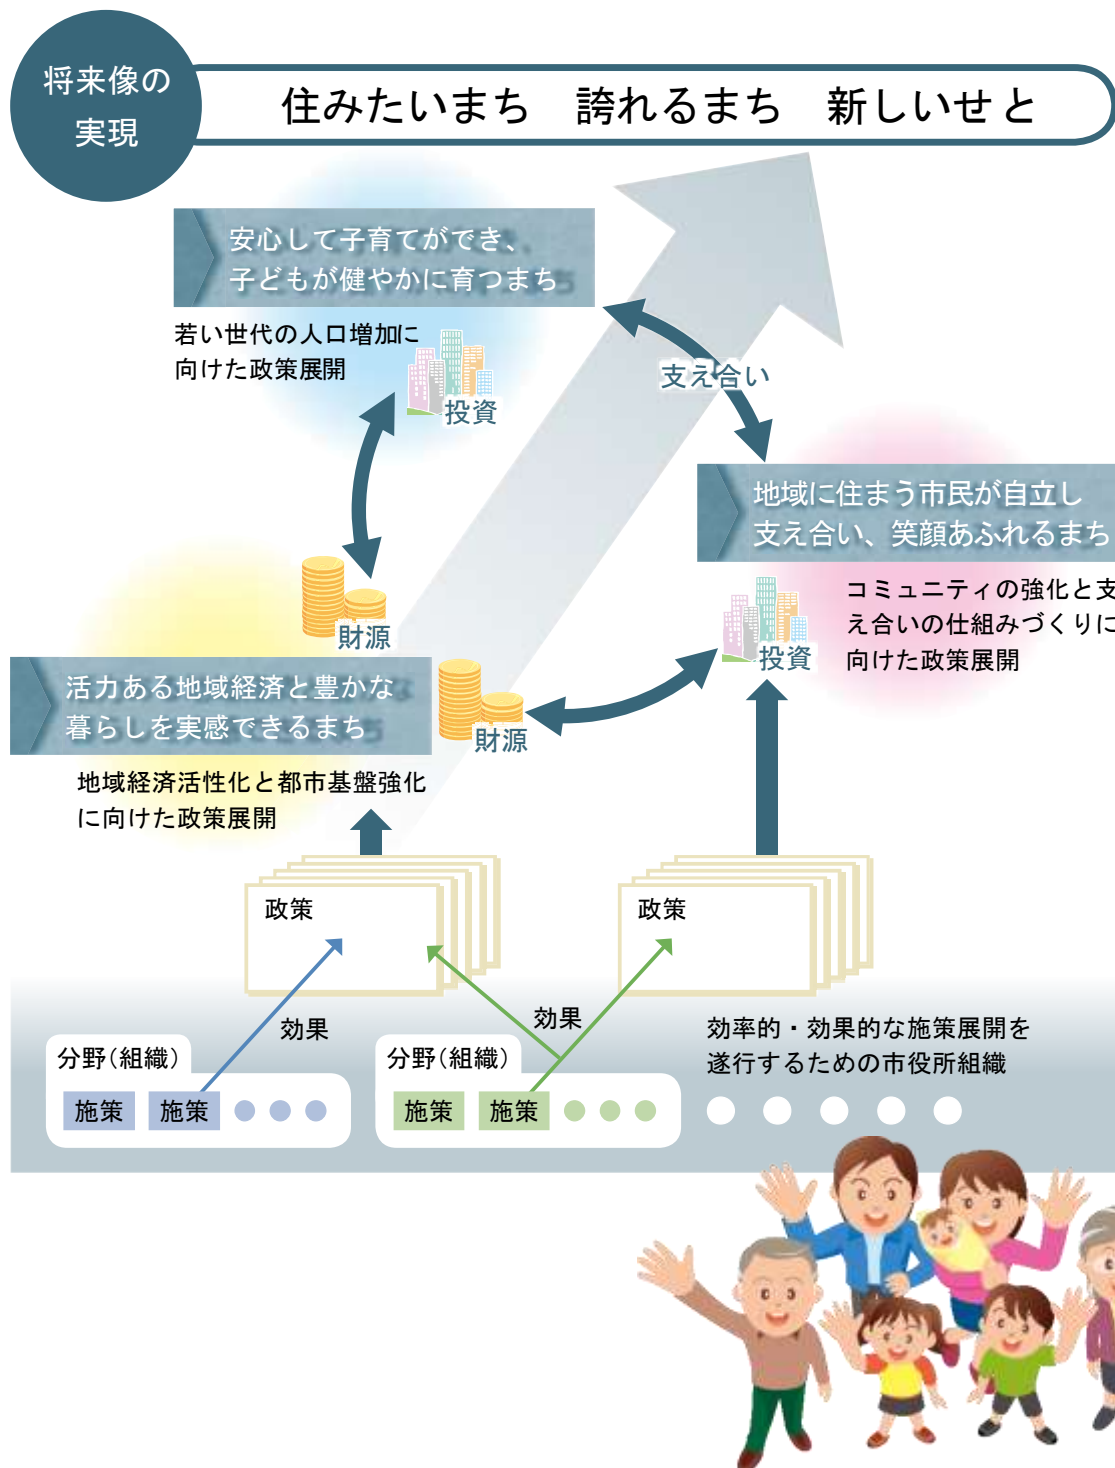 将来像の
実現
住みたいまち　誇れるまち　新しいせと
安心して子育てができ、
子どもが健やかに育つまち
若い世代の人口増加に
向けた政策展開
投資
支え合い
地域に住まう市民が自立し
支え合い、笑顔あふれるまち
コミュニティの強化と支
え合いの仕組みづくりに
向けた政策展開
投資
財源
活力ある地域経済と豊かな
暮らしを実感できるまち
財源
地域経済活性化と都市基盤強化
に向けた政策展開
政策
政策
効果
効果
分野（組織）
施策
施策
分野（組織）
施策
施策
効率的・効果的な施策展開を
遂行するための市役所組織